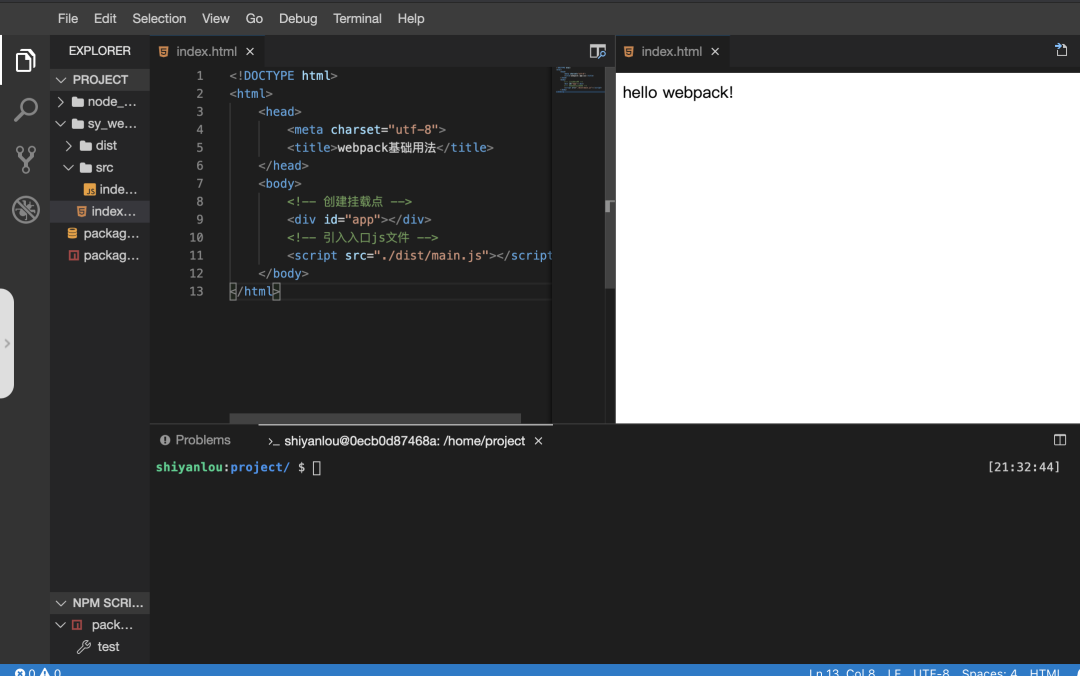 File Edit Selection View Go Debug Terminal Help
EXPLORER
PROJECT
node_...
sy_we...
dist
src
JS inde...
index...
packag...
packag...
NPM SCRI...
pack...
test
index.html ×
1 <!DOCTYPE html>
2 <html>
3 <head>
4 <meta charset="utf-8">
5 <title>webpack基础用法</title>
6 </head>
7 <body>
8 <!-- 创建挂载点 -->
9 <div id="app"></div>
10 <!-- 引入入口js文件 -->
11 <script src="./dist/main.js"></script
12 </body>
13 </html>
index.html ×
hello webpack!
Problems
>_ shiyanlou@0ecb0d87468a: /home/project ×
shiyanlou:project/ $
[21:32:44]
0 0
Ln 13, Col 8 LF UTF-8 Spaces: 4 HTML